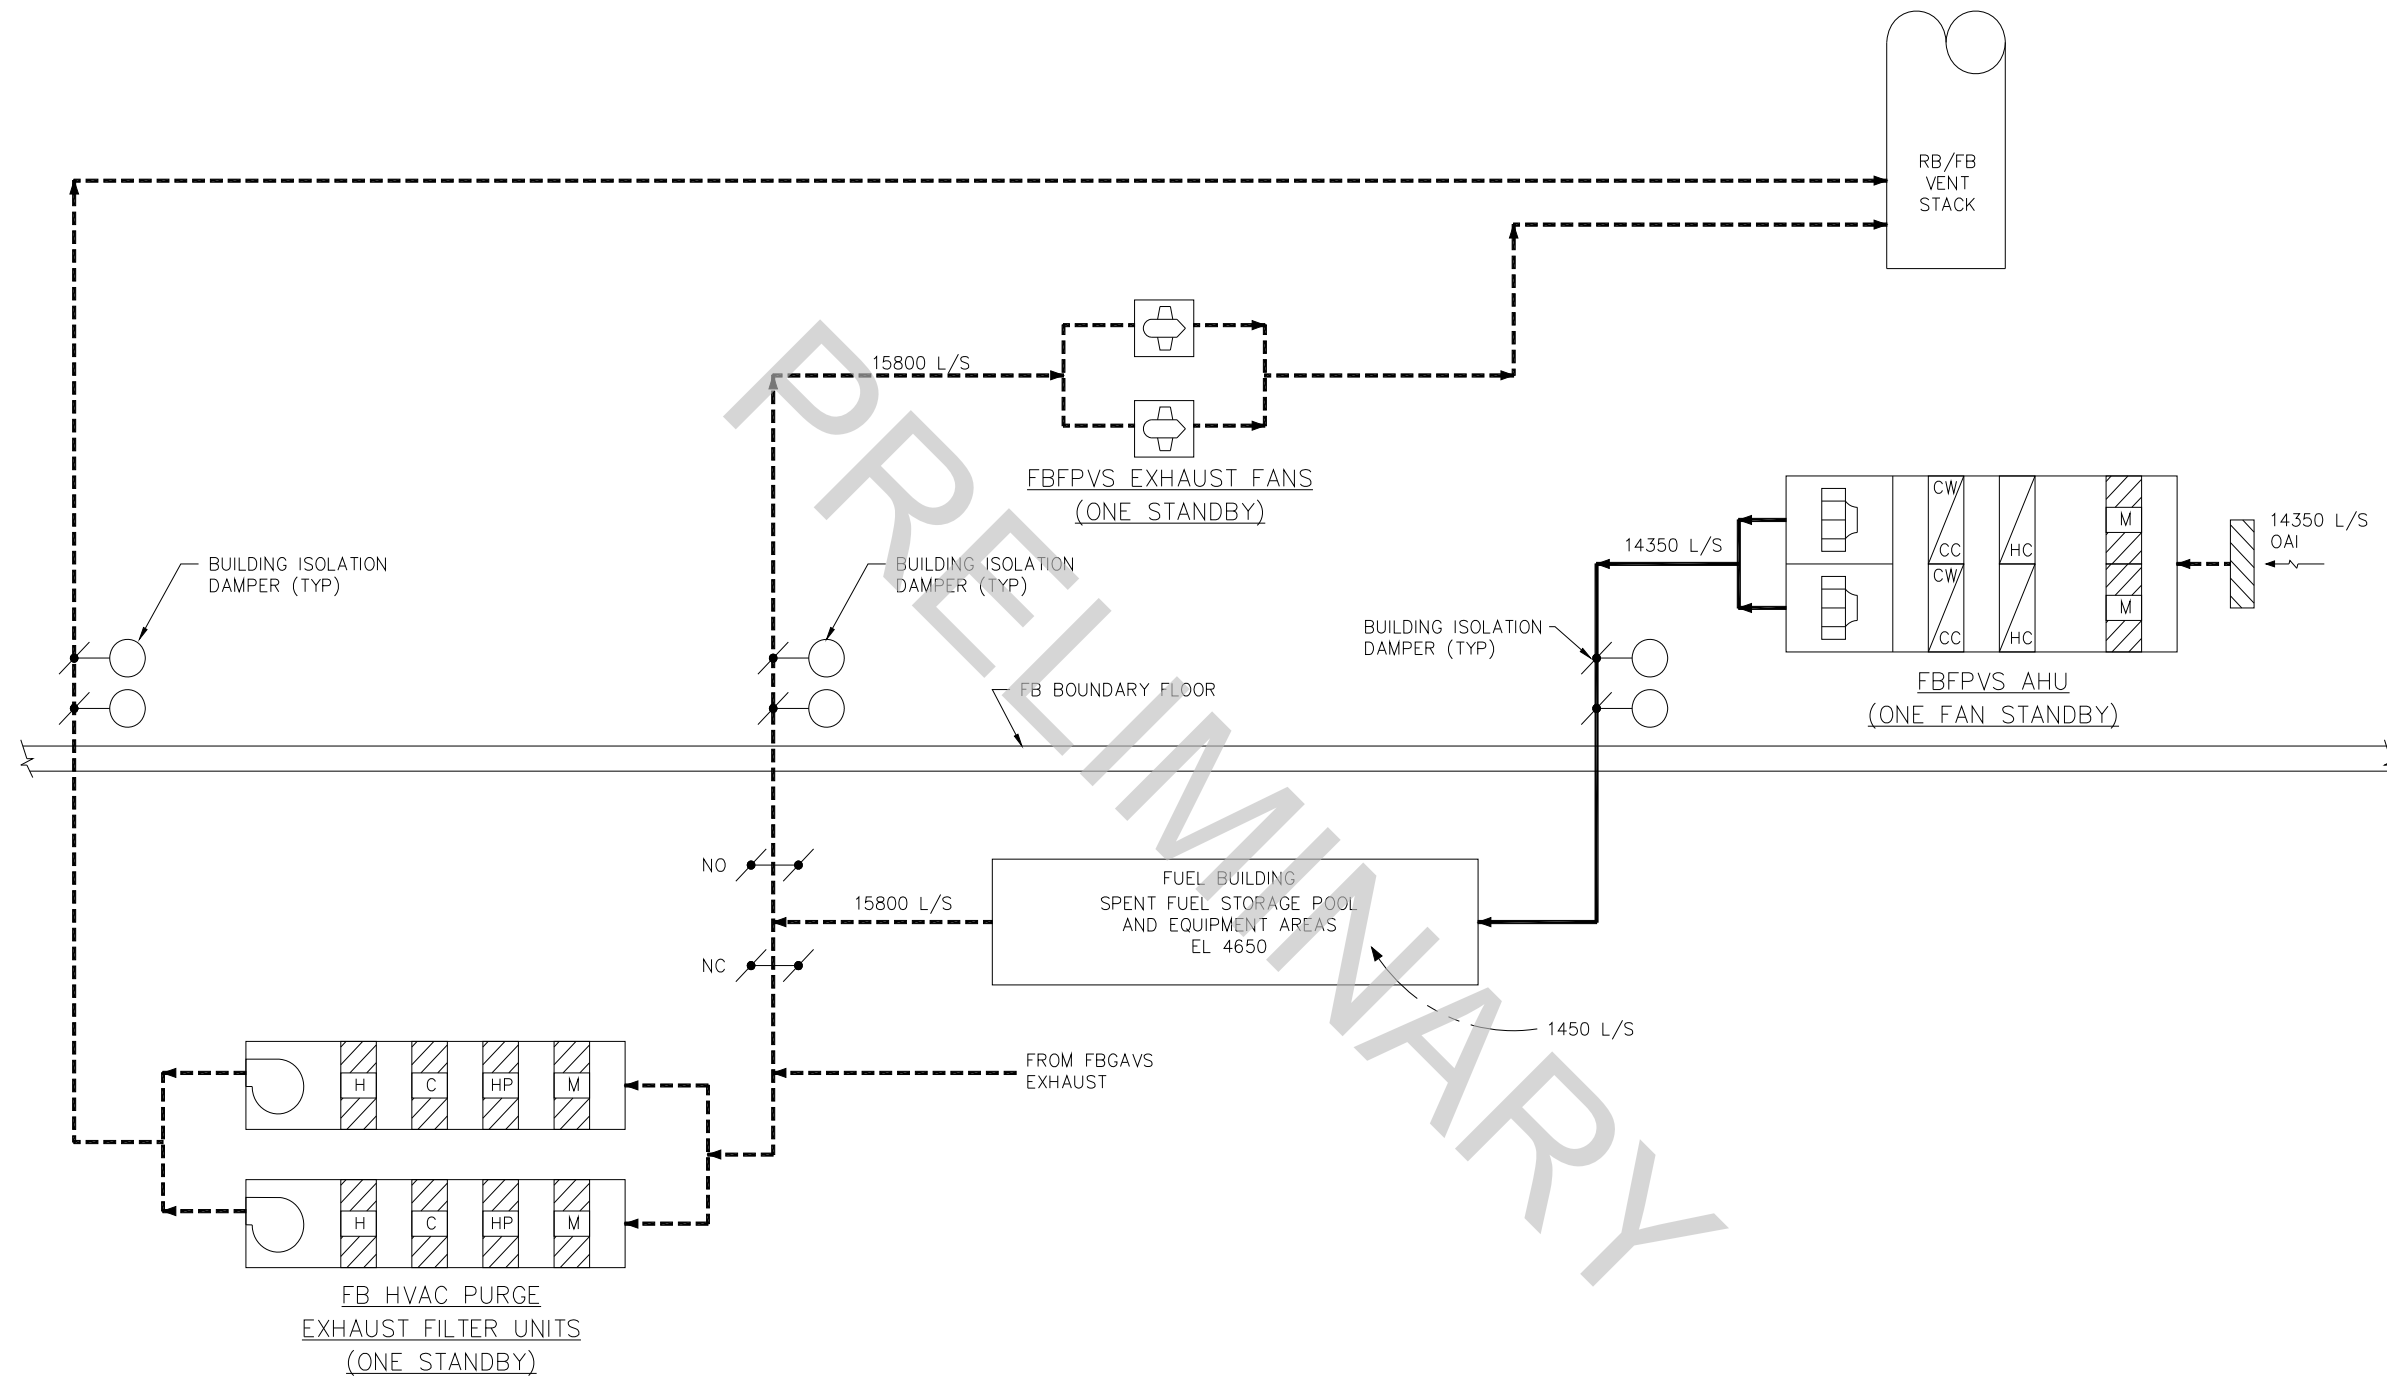 RB/FB
VENT
STACK
15800 L/S
FBFPVS EXHAUST FANS
(ONE STANDBY)
BUILDING ISOLATION
DAMPER (TYP)
BUILDING ISOLATION
DAMPER (TYP)
BUILDING ISOLATION
DAMPER (TYP)
14350 L/S
CW
CC
HC
M
CW
CC
HC
M
14350 L/S
OAI
FBFPVS AHU
(ONE FAN STANDBY)
FB BOUNDARY FLOOR
PRELIMINARY
NO
15800 L/S
NC
FUEL BUILDING
SPENT FUEL STORAGE POOL
AND EQUIPMENT AREAS
EL 4650
1450 L/S
FROM FBGAVS
EXHAUST
H C HP M
H C HP M
FB HVAC PURGE
EXHAUST FILTER UNITS
(ONE STANDBY)